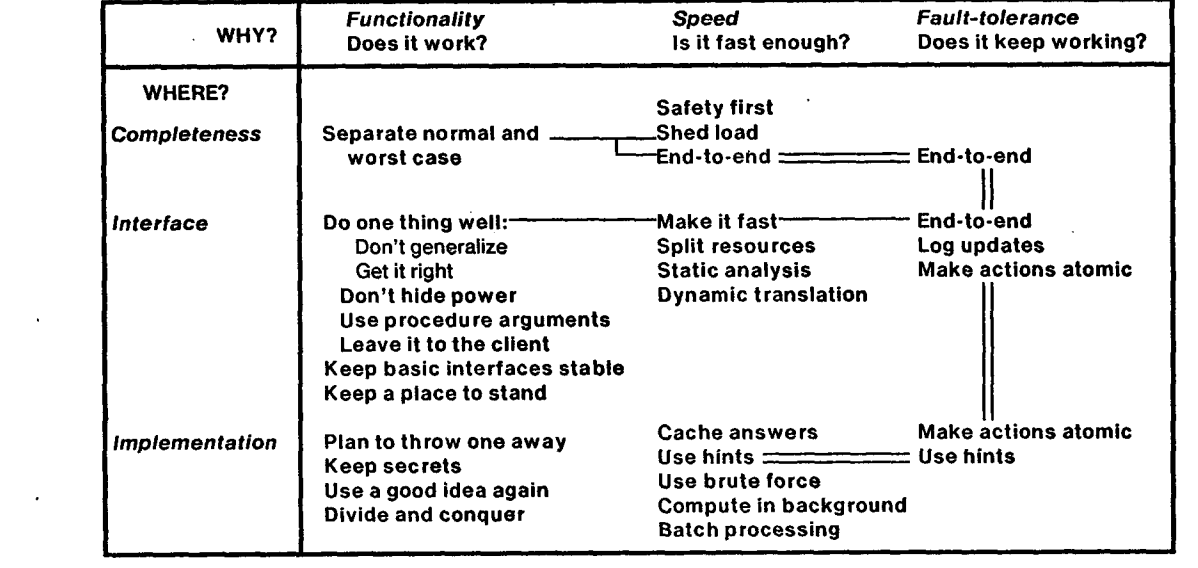 WHY?
Functionality
Does it work?
Speed
Is it fast enough?
Fault-tolerance
Does it keep working?
WHERE?
Completeness
Separate normal and
worst case
Safety first
Shed load
End-to-end
End-to-end
Interface
Do one thing well:
Don't generalize
Get it right
Don't hide power
Use procedure arguments
Leave it to the client
Keep basic interfaces stable
Keep a place to stand
Make it fast
Split resources
Static analysis
Dynamic translation
End-to-end
Log updates
Make actions atomic
Implementation
Plan to throw one away
Keep secrets
Use a good idea again
Divide and conquer
Cache answers
Use hints
Use brute force
Compute in background
Batch processing
Make actions atomic
Use hints